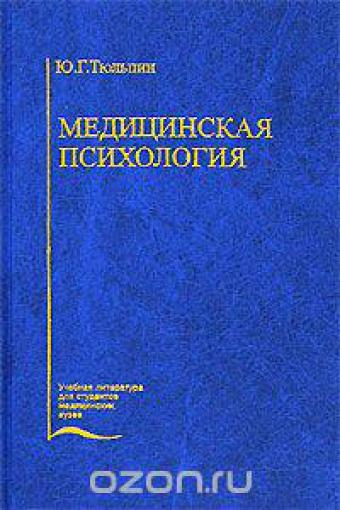 Ю.Г.Тюльпин
МЕДИЦИНСКАЯ
ПСИХОЛОГИЯ
Учебная литература
для студентов
медицинских
вузов
ozon.ru